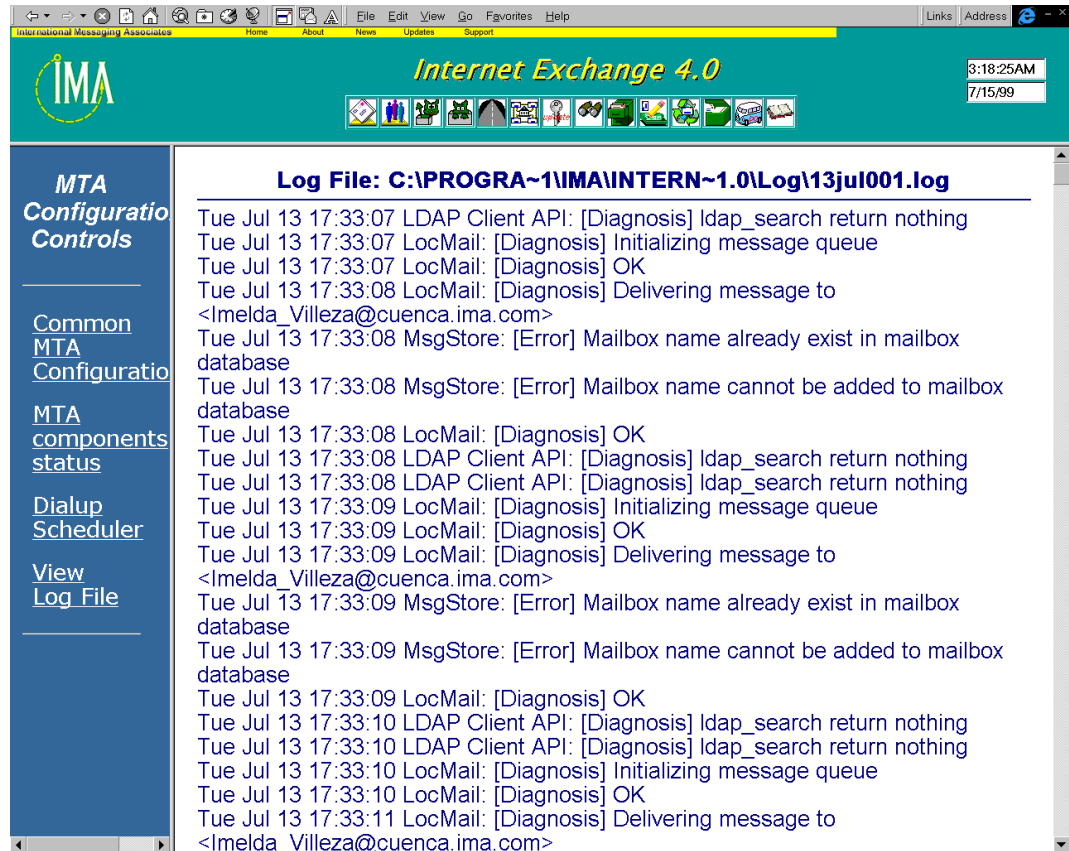 File Edit View Go Favorites Help Links Address
International Messaging Associates Home About News Updates Support
IMA
Internet Exchange 4.0
3:18:25AM
7/15/99
update
MTA
Configuratio
Controls
Common
MTA
Configuratio
MTA
components
status
Dialup
Scheduler
View
Log File
Log File: C:\PROGRA~1\IMA\INTERN~1.0\Log\13jul001.log
Tue Jul 13 17:33:07 LDAP Client API: [Diagnosis] ldap_search return nothing
Tue Jul 13 17:33:07 LocMail: [Diagnosis] Initializing message queue
Tue Jul 13 17:33:07 LocMail: [Diagnosis] OK
Tue Jul 13 17:33:08 LocMail: [Diagnosis] Delivering message to
<Imelda_Villeza@cuenca.ima.com>
Tue Jul 13 17:33:08 MsgStore: [Error] Mailbox name already exist in mailbox
database
Tue Jul 13 17:33:08 MsgStore: [Error] Mailbox name cannot be added to mailbox
database
Tue Jul 13 17:33:08 LocMail: [Diagnosis] OK
Tue Jul 13 17:33:08 LDAP Client API: [Diagnosis] ldap_search return nothing
Tue Jul 13 17:33:08 LDAP Client API: [Diagnosis] ldap_search return nothing
Tue Jul 13 17:33:09 LocMail: [Diagnosis] Initializing message queue
Tue Jul 13 17:33:09 LocMail: [Diagnosis] OK
Tue Jul 13 17:33:09 LocMail: [Diagnosis] Delivering message to
<Imelda_Villeza@cuenca.ima.com>
Tue Jul 13 17:33:09 MsgStore: [Error] Mailbox name already exist in mailbox
database
Tue Jul 13 17:33:09 MsgStore: [Error] Mailbox name cannot be added to mailbox
database
Tue Jul 13 17:33:09 LocMail: [Diagnosis] OK
Tue Jul 13 17:33:10 LDAP Client API: [Diagnosis] ldap_search return nothing
Tue Jul 13 17:33:10 LDAP Client API: [Diagnosis] ldap_search return nothing
Tue Jul 13 17:33:10 LocMail: [Diagnosis] Initializing message queue
Tue Jul 13 17:33:10 LocMail: [Diagnosis] OK
Tue Jul 13 17:33:11 LocMail: [Diagnosis] Delivering message to
<Imelda_Villeza@cuenca.ima.com>